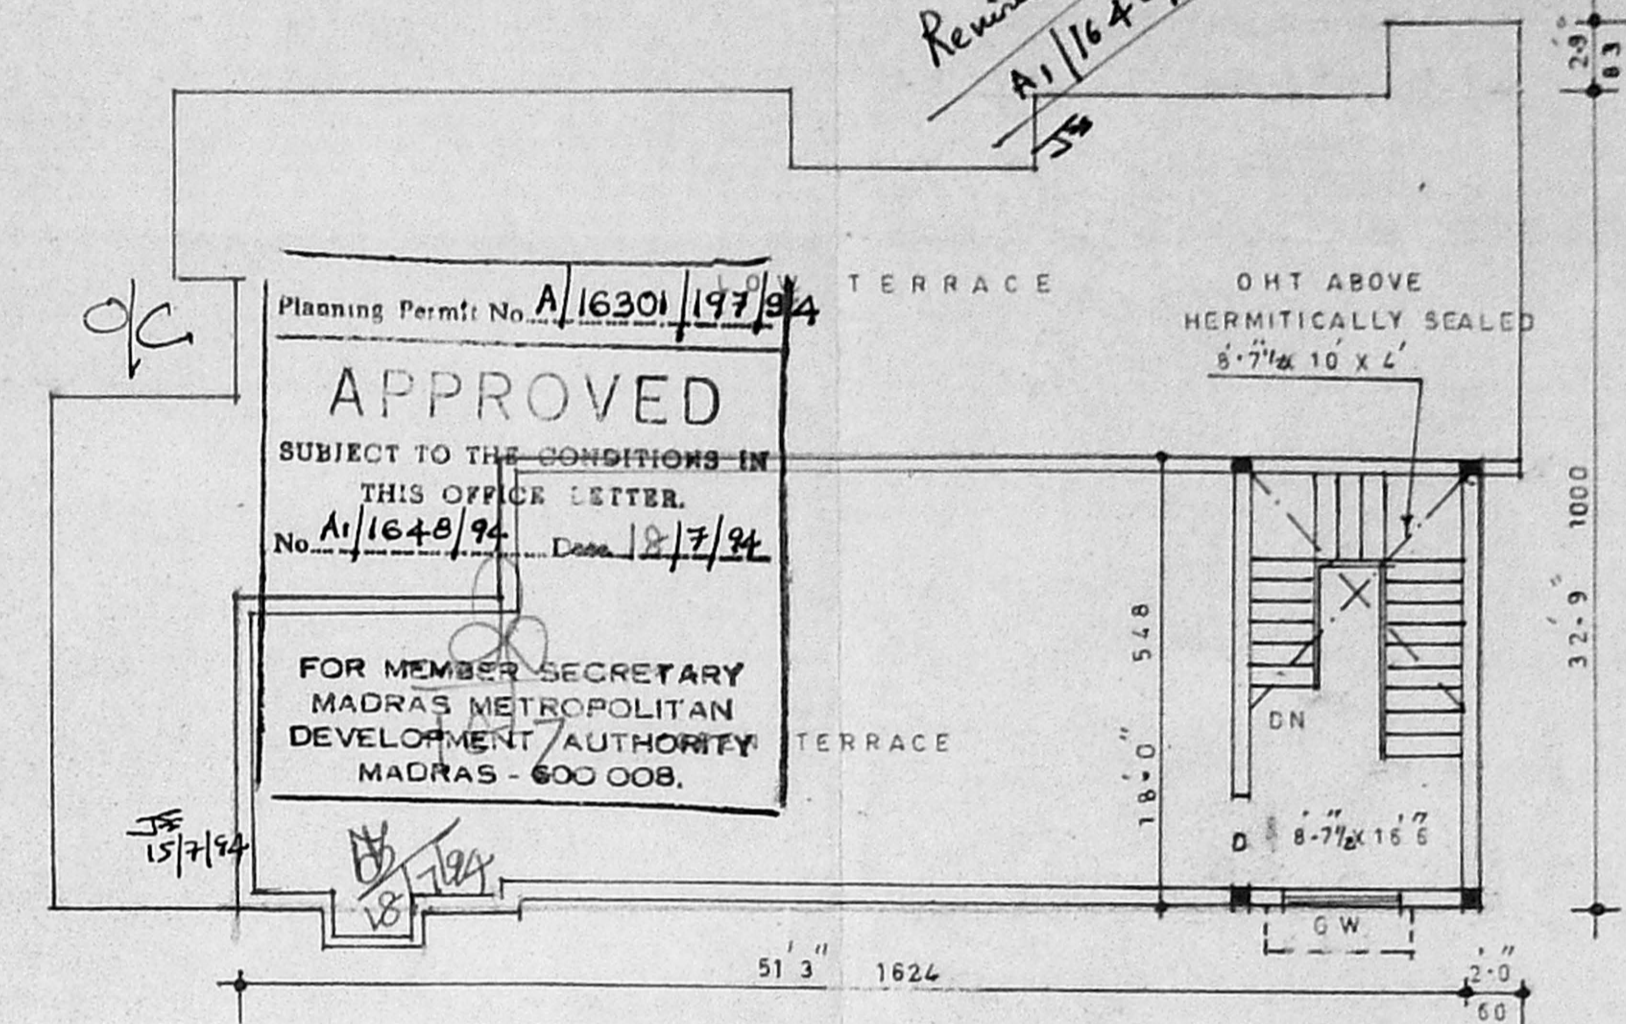 A1/164
2'9"
83
LOW TERRACE
OHT ABOVE
HERMITICALLY SEALED
8'-7½" X 10' X 4'
O/C
Planning Permit No. A/16301/197/94
APPROVED
SUBJECT TO THE CONDITIONS IN
THIS OFFICE LETTER.
No. A1/1648/94 Date 18/7/94
FOR MEMBER SECRETARY
MADRAS METROPOLITAN
DEVELOPMENT AUTHORITY
MADRAS - 600 008.
TERRACE
548
18'-0"
1000
32'-9"
DN
D
8'-7½" X 16' 6"
15/7/94
18/7/94
G W
51' 3" 1624
2'-0"
60